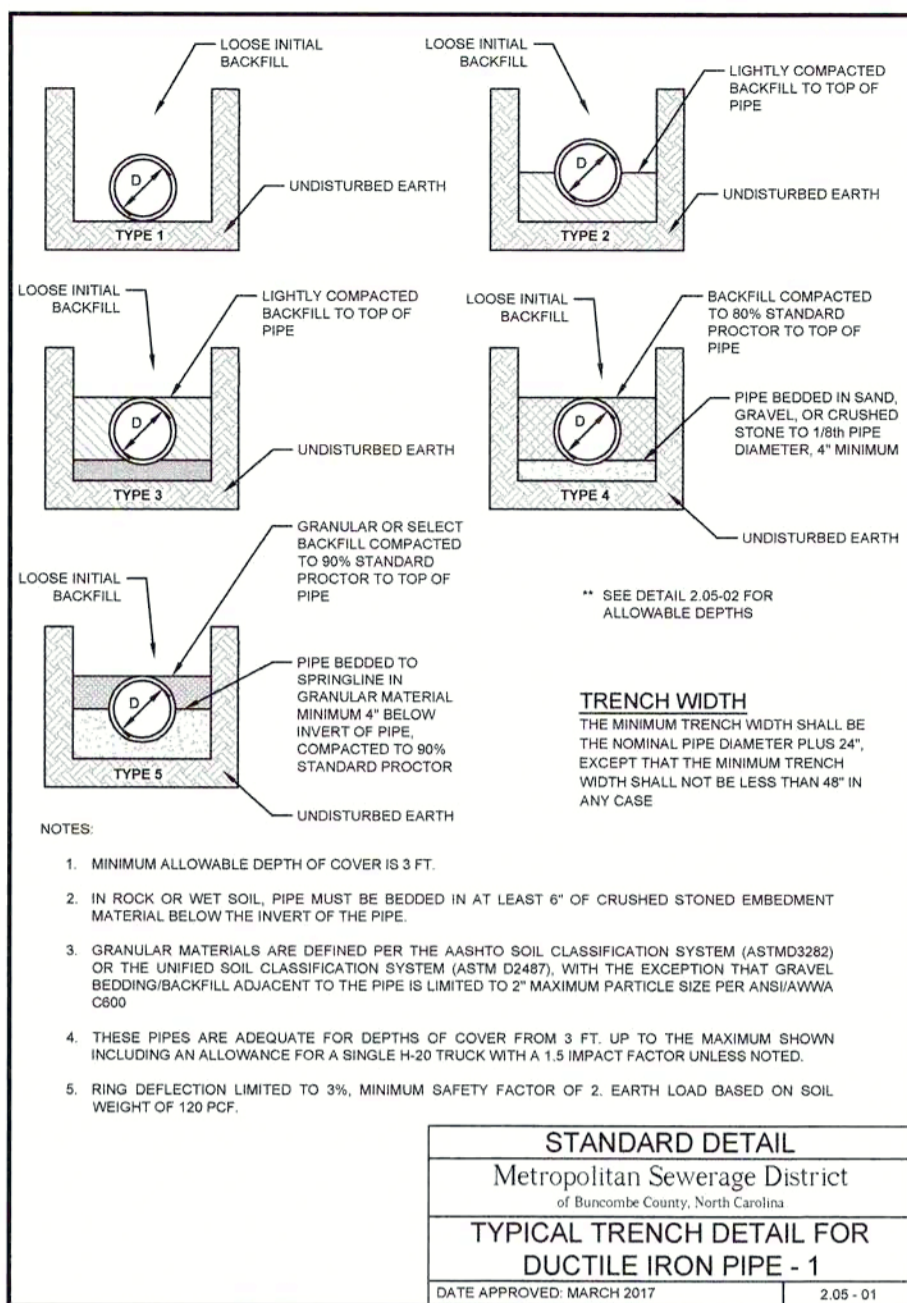 LOOSE INITIAL
BACKFILL
D
UNDISTURBED EARTH
TYPE 1
LOOSE INITIAL
BACKFILL
LIGHTLY COMPACTED
BACKFILL TO TOP OF
PIPE
D
UNDISTURBED EARTH
TYPE 2
LOOSE INITIAL
BACKFILL
LIGHTLY COMPACTED
BACKFILL TO TOP OF
PIPE
D
UNDISTURBED EARTH
TYPE 3
LOOSE INITIAL
BACKFILL
BACKFILL COMPACTED
TO 80% STANDARD
PROCTOR TO TOP OF
PIPE
D
PIPE BEDDED IN SAND,
GRAVEL, OR CRUSHED
STONE TO 1/8th PIPE
DIAMETER, 4" MINIMUM
TYPE 4
UNDISTURBED EARTH
GRANULAR OR SELECT
BACKFILL COMPACTED
TO 90% STANDARD
PROCTOR TO TOP OF
PIPE
LOOSE INITIAL
BACKFILL
D
PIPE BEDDED TO
SPRINGLINE IN
GRANULAR MATERIAL
MINIMUM 4" BELOW
INVERT OF PIPE,
COMPACTED TO 90%
STANDARD PROCTOR
TYPE 5
UNDISTURBED EARTH
** SEE DETAIL 2.05-02 FOR
ALLOWABLE DEPTHS
TRENCH WIDTH
THE MINIMUM TRENCH WIDTH SHALL BE
THE NOMINAL PIPE DIAMETER PLUS 24",
EXCEPT THAT THE MINIMUM TRENCH
WIDTH SHALL NOT BE LESS THAN 48" IN
ANY CASE
NOTES:
1. MINIMUM ALLOWABLE DEPTH OF COVER IS 3 FT.
2. IN ROCK OR WET SOIL, PIPE MUST BE BEDDED IN AT LEAST 6" OF CRUSHED STONED EMBEDMENT
MATERIAL BELOW THE INVERT OF THE PIPE.
3. GRANULAR MATERIALS ARE DEFINED PER THE AASHTO SOIL CLASSIFICATION SYSTEM (ASTMD3282)
OR THE UNIFIED SOIL CLASSIFICATION SYSTEM (ASTM D2487), WITH THE EXCEPTION THAT GRAVEL
BEDDING/BACKFILL ADJACENT TO THE PIPE IS LIMITED TO 2" MAXIMUM PARTICLE SIZE PER ANSI/AWWA
C600
4. THESE PIPES ARE ADEQUATE FOR DEPTHS OF COVER FROM 3 FT. UP TO THE MAXIMUM SHOWN
INCLUDING AN ALLOWANCE FOR A SINGLE H-20 TRUCK WITH A 1.5 IMPACT FACTOR UNLESS NOTED.
5. RING DEFLECTION LIMITED TO 3%, MINIMUM SAFETY FACTOR OF 2. EARTH LOAD BASED ON SOIL
WEIGHT OF 120 PCF.
STANDARD DETAIL
Metropolitan Sewerage District
of Buncombe County, North Carolina
TYPICAL TRENCH DETAIL FOR
DUCTILE IRON PIPE - 1
DATE APPROVED: MARCH 2017
2.05 - 01